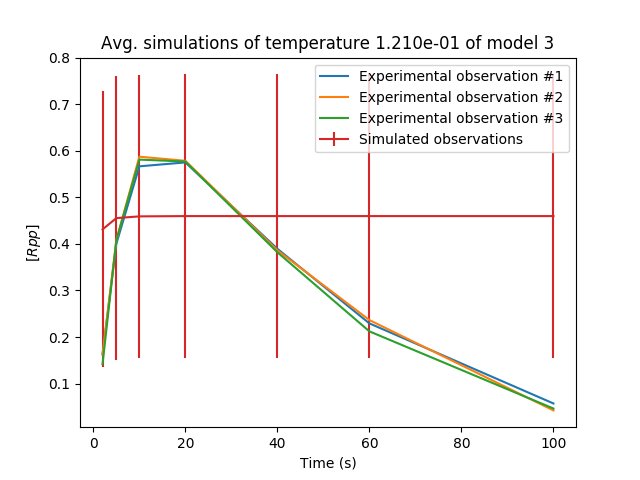 Avg. simulations of temperature 1.210e-01 of model 3
0.8
0.7
0.6
0.5
0.4
0.3
0.2
0.1
[Rpp]
Experimental observation #1
Experimental observation #2
Experimental observation #3
Simulated observations
0 20 40 60 80 100
Time (s)